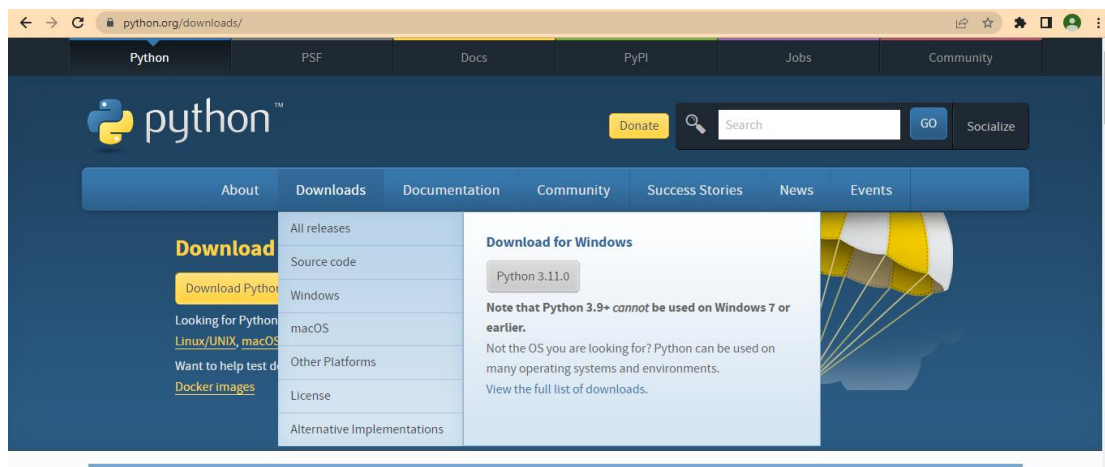 python.org/downloads/
Python PSF Docs PyPI Jobs Community
python™
Donate Search GO Socialize
About Downloads Documentation Community Success Stories News Events
All releases
Source code
Windows
macOS
Other Platforms
License
Alternative Implementations
Download for Windows
Python 3.11.0
Note that Python 3.9+ cannot be used on Windows 7 or
earlier.
Not the OS you are looking for? Python can be used on
many operating systems and environments.
View the full list of downloads.
Download
Download Python
Looking for Python
Linux/UNIX, macOS
Want to help test d
Docker images